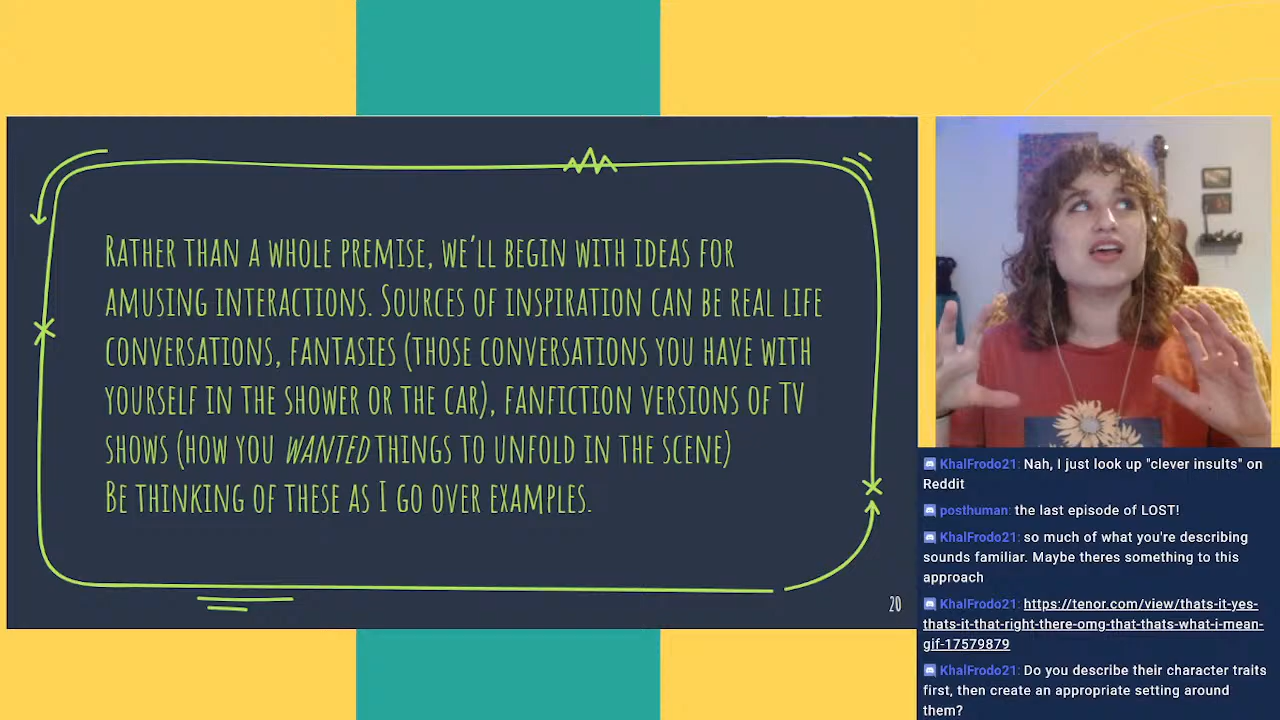 Rather than a whole premise, we'll begin with ideas for
amusing interactions. Sources of inspiration can be real life
conversations, fantasies (those conversations you have with
yourself in the shower or the car), fanfiction versions of TV
shows (how you wanted things to unfold in the scene)
Be thinking of these as I go over examples.
20
KhalFrodo21: Nah, I just look up "clever insults" on
Reddit
posthuman: the last episode of LOST!
KhalFrodo21: so much of what you're describing
sounds familiar. Maybe theres something to this
approach
KhalFrodo21: https://tenor.com/view/thats-it-yes-
thats-it-that-right-there-omg-that-thats-what-i-mean-
gif-17579879
KhalFrodo21: Do you describe their character traits
first, then create an appropriate setting around
them?